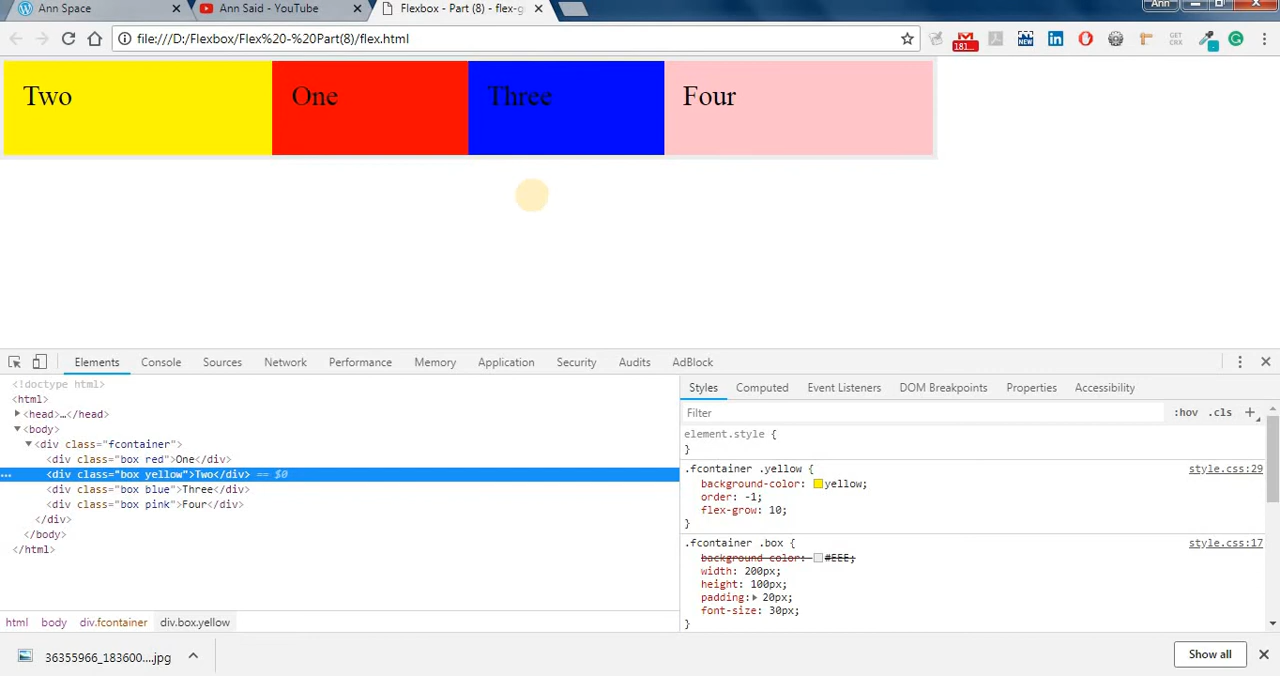 Ann Space
Ann Said - YouTube
Flexbox - Part (8) - flex-g
Ann
file:///D:/Flexbox/Flex%20-%20Part(8)/flex.html
181...
NEW
GET
CRX
Two
One
Three
Four
Elements
Console
Sources
Network
Performance
Memory
Application
Security
Audits
AdBlock
<!doctype html>
<html>
<head>…</head>
<body>
<div class="fcontainer">
<div class="box red">One</div>
<div class="box yellow">Two</div> == $0
<div class="box blue">Three</div>
<div class="box pink">Four</div>
</div>
</body>
</html>
html body div.fcontainer div.box.yellow
Styles Computed Event Listeners DOM Breakpoints Properties Accessibility
Filter
:hov .cls +
element.style {
}
.fcontainer .yellow { style.css:29
background-color: yellow;
order: -1;
flex-grow: 10;
}
.fcontainer .box { style.css:17
background-color: #EEE;
width: 200px;
height: 100px;
padding: 20px;
font-size: 30px;
}
36355966_183600....jpg
Show all